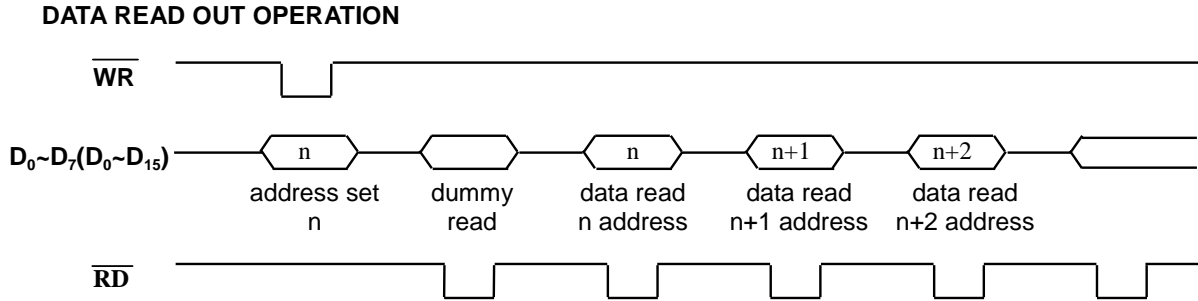 DATA READ OUT OPERATION
WR
D0~D7(D0~D15)
n
n
n+1
n+2
address set
n
dummy
read
data read
n address
data read
n+1 address
data read
n+2 address
RD